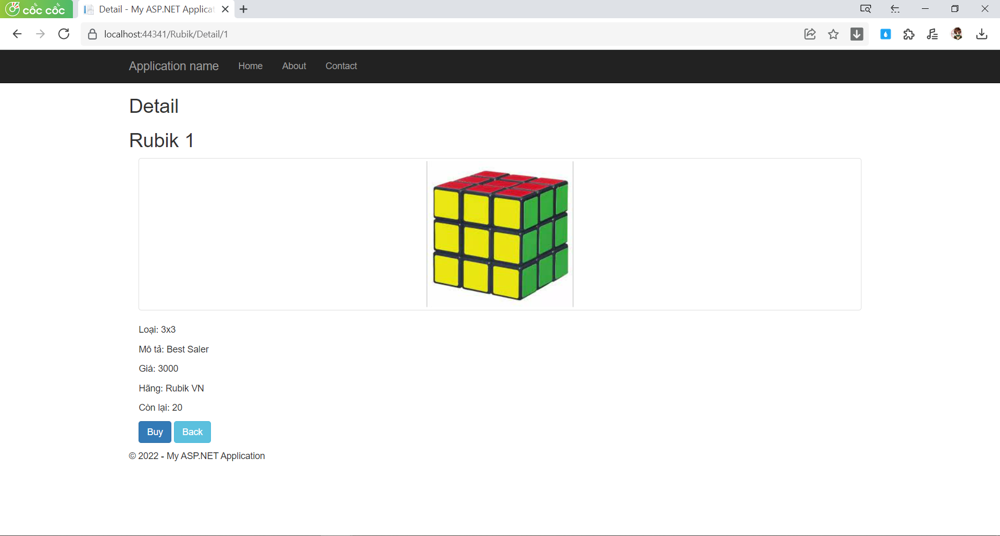 cốc cốc
Detail - My ASP.NET Applicat
localhost:44341/Rubik/Detail/1
Application name Home About Contact
Detail
Rubik 1
Loại: 3x3
Mô tả: Best Saler
Giá: 3000
Hãng: Rubik VN
Còn lại: 20
Buy Back
© 2022 - My ASP.NET Application